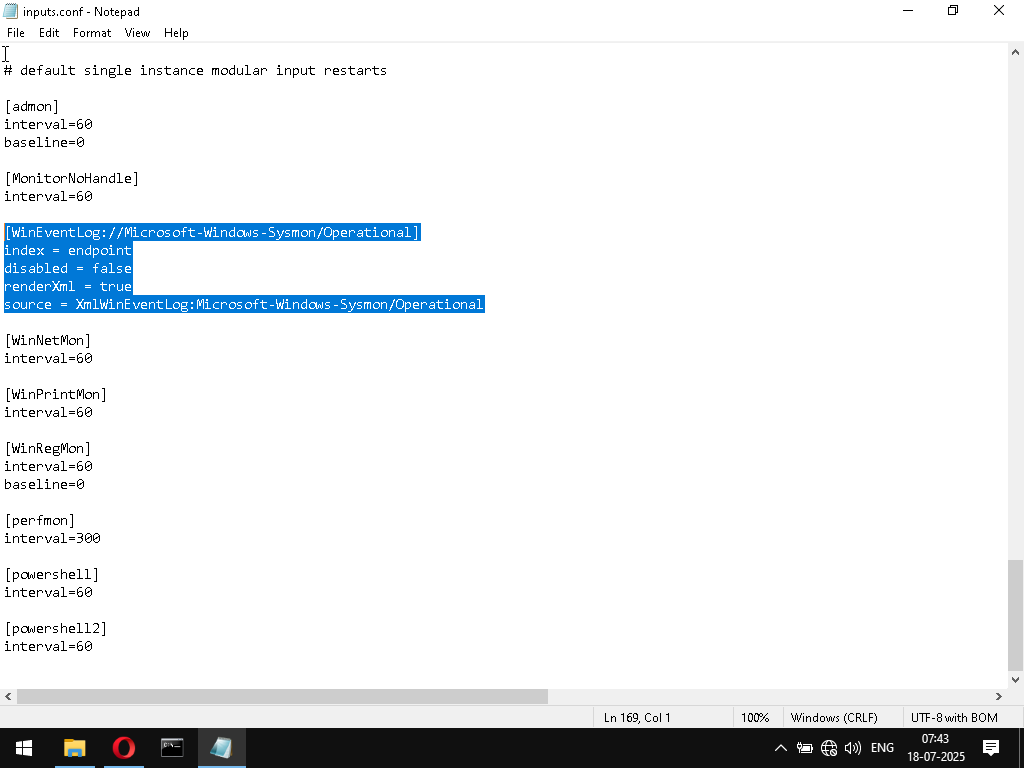 inputs.conf - Notepad
File Edit Format View Help
# default single instance modular input restarts
[admon]
interval=60
baseline=0
[MonitorNoHandle]
interval=60
[WinEventLog://Microsoft-Windows-Sysmon/Operational]
index = endpoint
disabled = false
renderXml = true
source = XmlWinEventLog:Microsoft-Windows-Sysmon/Operational
[WinNetMon]
interval=60
[WinPrintMon]
interval=60
[WinRegMon]
interval=60
baseline=0
[perfmon]
interval=300
[powershell]
interval=60
[powershell2]
interval=60
Ln 169, Col 1 100% Windows (CRLF) UTF-8 with BOM
ENG
07:43
18-07-2025